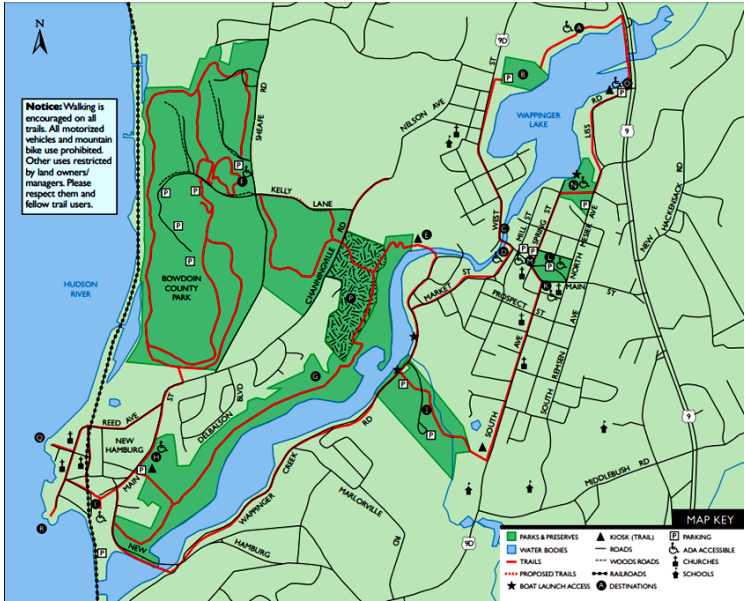 N
Notice: Walking is
encouraged on all
trails. All motorized
vehicles and mountain
bike use prohibited.
Other uses restricted
by land owners/
managers. Please
respect them and
fellow trail users.
HUDSON
RIVER
BOWDOIN
COUNTY
PARK
SHEAFE
RD
KELLY
LANE
CHANNINGVILLE
RD
NELSON AVE
9D
ST
A
B
WAPPINGER
LAKE
LISS
RD
O
9
NEW
HACKENSACK RD
F
E
P
WEST
C
D
MILL ST
SPRING ST
N
MESIER AVE
NORTH
L
M
K
MAIN
ST
MARKET
ST
PROSPECT
ST
AVE
SOUTH
SOUTH REMSEN
AVE
G
J
REED AVE
ST
NEW
HAMBURG
MAIN
H
DELBALSON
BLVD
I
Q
R
NEW
HAMBURG
RD
WAPPINGER
CREEK
RD
MARLORVILLE
RD
MIDDLEBUSH RD
9
9D
MAP KEY
PARKS & PRESERVES
WATER BODIES
TRAILS
PROPOSED TRAILS
BOAT LAUNCH ACCESS
KIOSK (TRAIL)
ROADS
WOODS ROADS
RAILROADS
A DESTINATIONS
P PARKING
ADA ACCESSIBLE
CHURCHES
SCHOOLS